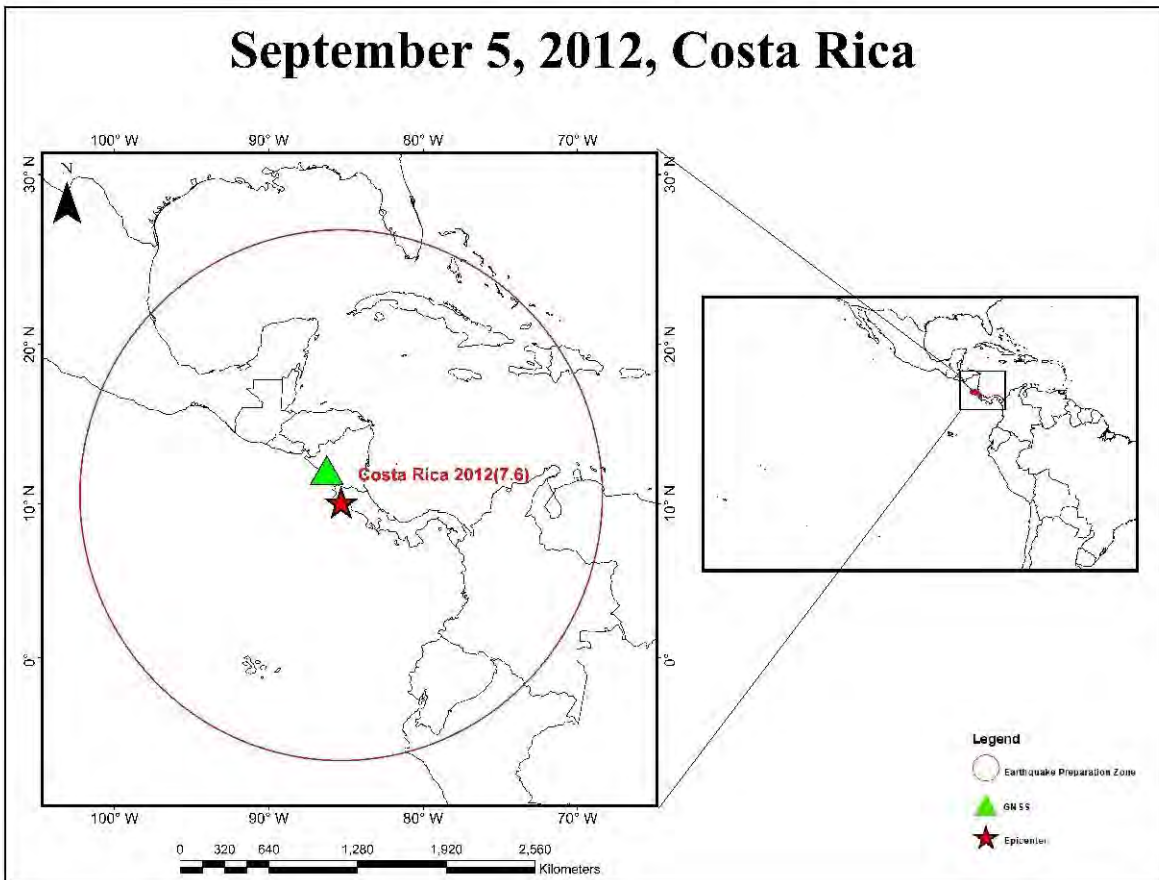 September 5, 2012, Costa Rica
100° W 90° W 80° W 70° W
30° N 30° N
N
20° N 20° N
Costa Rica 2012(7.6)
10° N 10° N
0° 0°
100° W 90° W 80° W 70° W
0 320 640 1,280 1,920 2,560
Kilometers
Legend
Earthquake Preparation Zone
GNSS
Epicenter